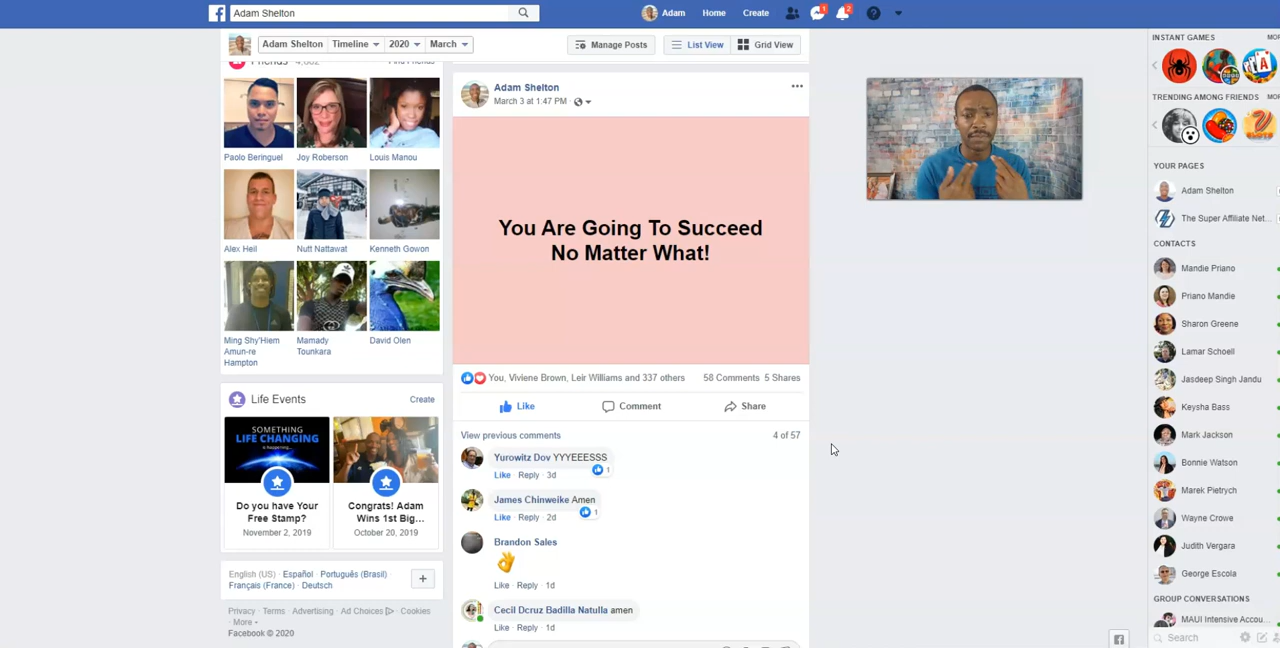 Adam Shelton
Adam
Home
Create
1
2
Adam Shelton
Timeline
2020
March
Manage Posts
List View
Grid View
Paolo Beringuel
Joy Roberson
Louis Manou
Alex Heil
Nutt Nattawat
Kenneth Gowon
Ming Shy'Hiem
Amun-re
Hampton
Mamady
Tounkara
David Olen
Life Events
Create
SOMETHING
LIFE CHANGING
is happening...
Do you have Your
Free Stamp?
November 2, 2019
Congrats! Adam
Wins 1st Big...
October 20, 2019
English (US) · Español · Português (Brasil)
Français (France) · Deutsch
Privacy · Terms · Advertising · Ad Choices · Cookies
· More
Facebook © 2020
Adam Shelton
March 3 at 1:47 PM ·
You Are Going To Succeed
No Matter What!
You, Viviene Brown, Leir Williams and 337 others
58 Comments 5 Shares
Like
Comment
Share
View previous comments
4 of 57
Yurowitz Dov YYYEEESSS
1
Like · Reply · 3d
James Chinweike Amen
1
Like · Reply · 2d
Brandon Sales
Like · Reply · 1d
Cecil Dcruz Badilla Natulla amen
Like · Reply · 1d
INSTANT GAMES
TRENDING AMONG FRIENDS
YOUR PAGES
Adam Shelton
The Super Affiliate Net...
CONTACTS
Mandie Priano
Priano Mandie
Sharon Greene
Lamar Schoell
Jasdeep Singh Jandu
Keysha Bass
Mark Jackson
Bonnie Watson
Marek Pietrych
Wayne Crowe
Judith Vergara
George Escola
GROUP CONVERSATIONS
MAUI Intensive Accou...
Search